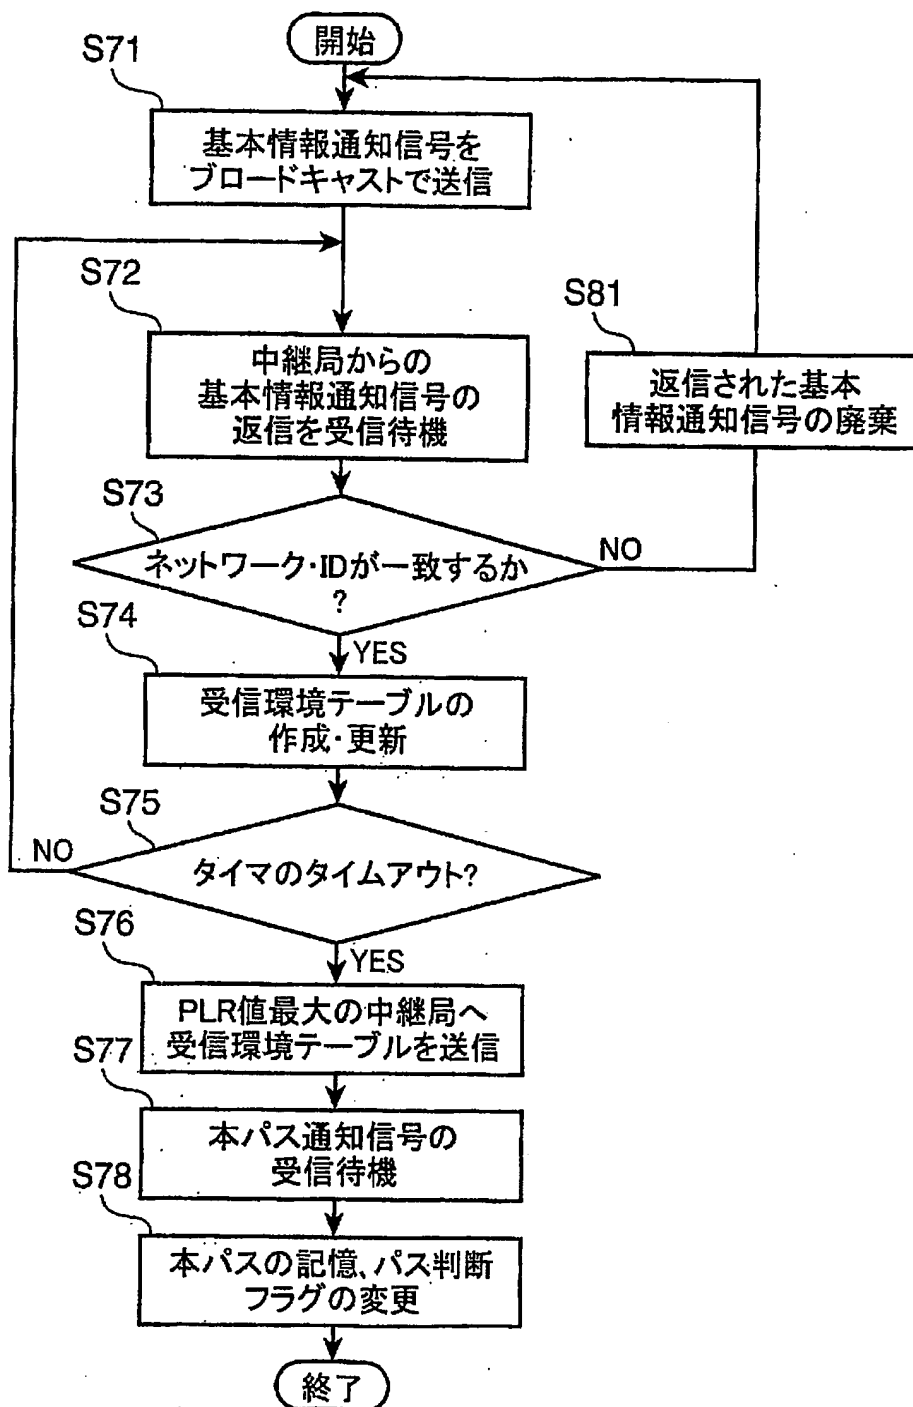 開始
S71
基本情報通知信号を
ブロードキャストで送信
S72
中継局からの
基本情報通知信号の
返信を受信待機
S81
返信された基本
情報通知信号の廃棄
S73
ネットワーク・IDが一致するか
?
NO
YES
S74
受信環境テーブルの
作成・更新
S75
タイマのタイムアウト?
NO
YES
S76
PLR値最大の中継局へ
受信環境テーブルを送信
S77
本パス通知信号の
受信待機
S78
本パスの記憶、パス判断
フラグの変更
終了